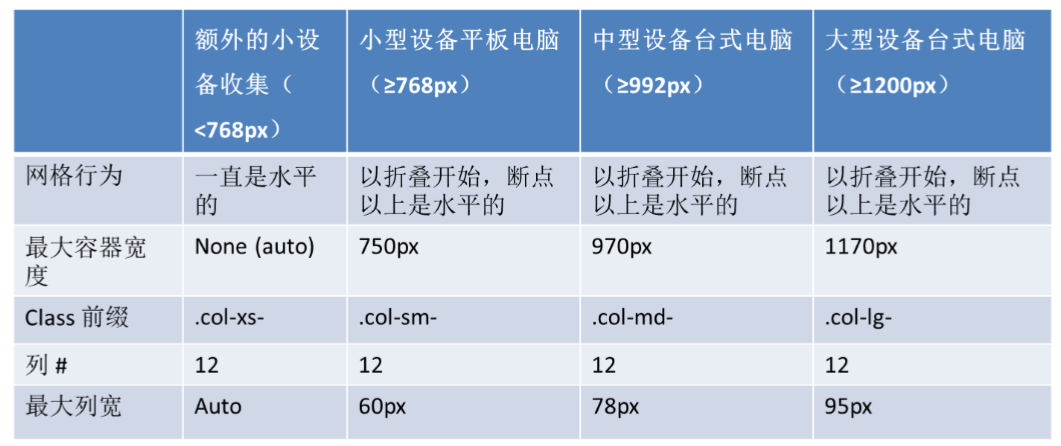 额外的小设备收集（<768px） 小型设备平板电脑（≥768px） 中型设备台式电脑（≥992px） 大型设备台式电脑（≥1200px）
网格行为 一直是水平的 以折叠开始，断点以上是水平的 以折叠开始，断点以上是水平的 以折叠开始，断点以上是水平的
最大容器宽度 None (auto) 750px 970px 1170px
Class 前缀 .col-xs- .col-sm- .col-md- .col-lg-
列 # 12 12 12 12
最大列宽 Auto 60px 78px 95px